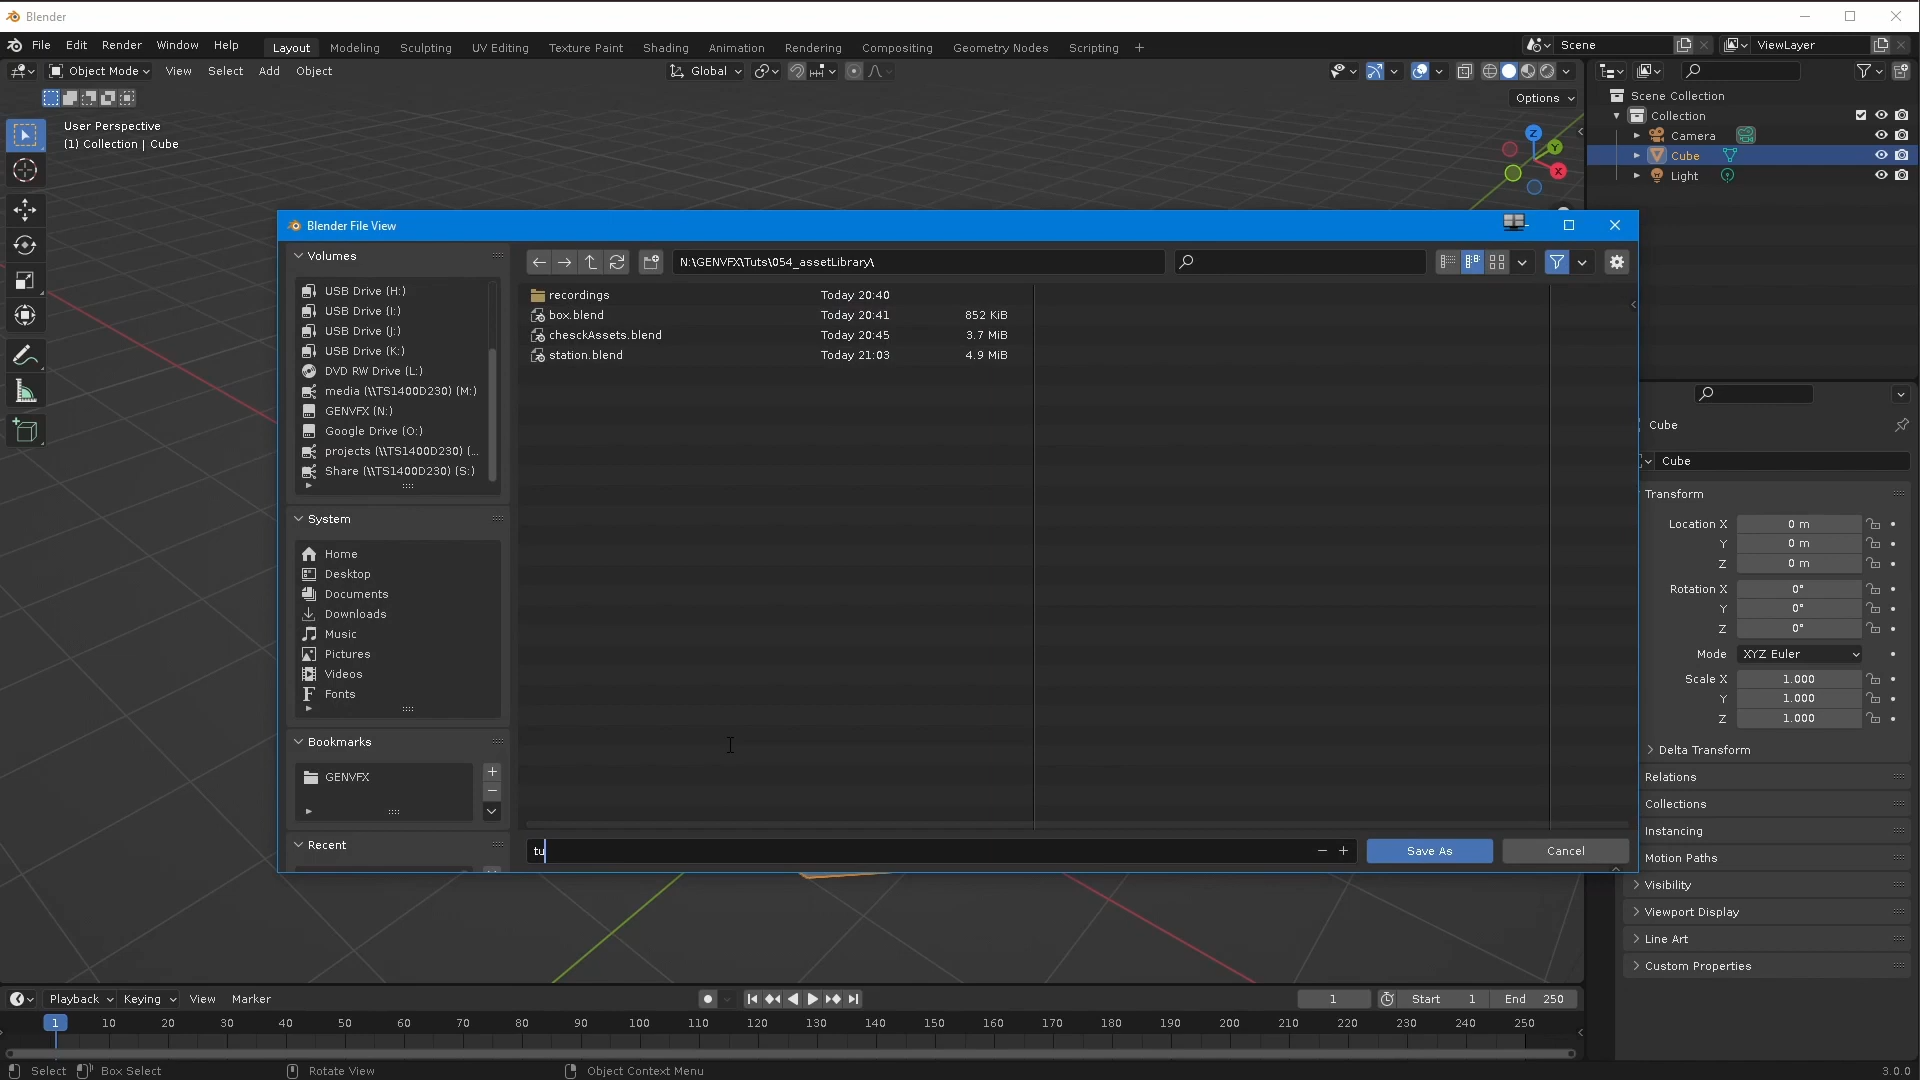 Blender
File Edit Render Window Help Layout Modeling Sculpting UV Editing Texture Paint Shading Animation Rendering Compositing Geometry Nodes Scripting + Scene ViewLayer
Object Mode View Select Add Object Global
Options
User Perspective
(1) Collection | Cube
Z
Y
X
Scene Collection
Collection
Camera
Cube
Light
Blender File View
Volumes
USB Drive (H:)
USB Drive (I:)
USB Drive (J:)
USB Drive (K:)
DVD RW Drive (L:)
media (\\TS1400D230) (M:)
GENVFX (N:)
Google Drive (O:)
projects (\\TS1400D230) (...
Share (\\TS1400D230) (S:)
System
Home
Desktop
Documents
Downloads
Music
Pictures
Videos
Fonts
Bookmarks
GENVFX
Recent
N:\GENVFX\Tuts\054_assetLibrary\
recordings Today 20:40
box.blend Today 20:41 852 KiB
chesckAssets.blend Today 20:45 3.7 MiB
station.blend Today 21:03 4.9 MiB
tu
Save As Cancel
Cube
Cube
Transform
Location X 0 m
Y 0 m
Z 0 m
Rotation X 0°
Y 0°
Z 0°
Mode XYZ Euler
Scale X 1.000
Y 1.000
Z 1.000
Delta Transform
Relations
Collections
Instancing
Motion Paths
Visibility
Viewport Display
Line Art
Custom Properties
Playback Keying View Marker 1 Start 1 End 250
1 10 20 30 40 50 60 70 80 90 100 110 120 130 140 150 160 170 180 190 200 210 220 230 240 250
Select Box Select Rotate View Object Context Menu 3.0.0